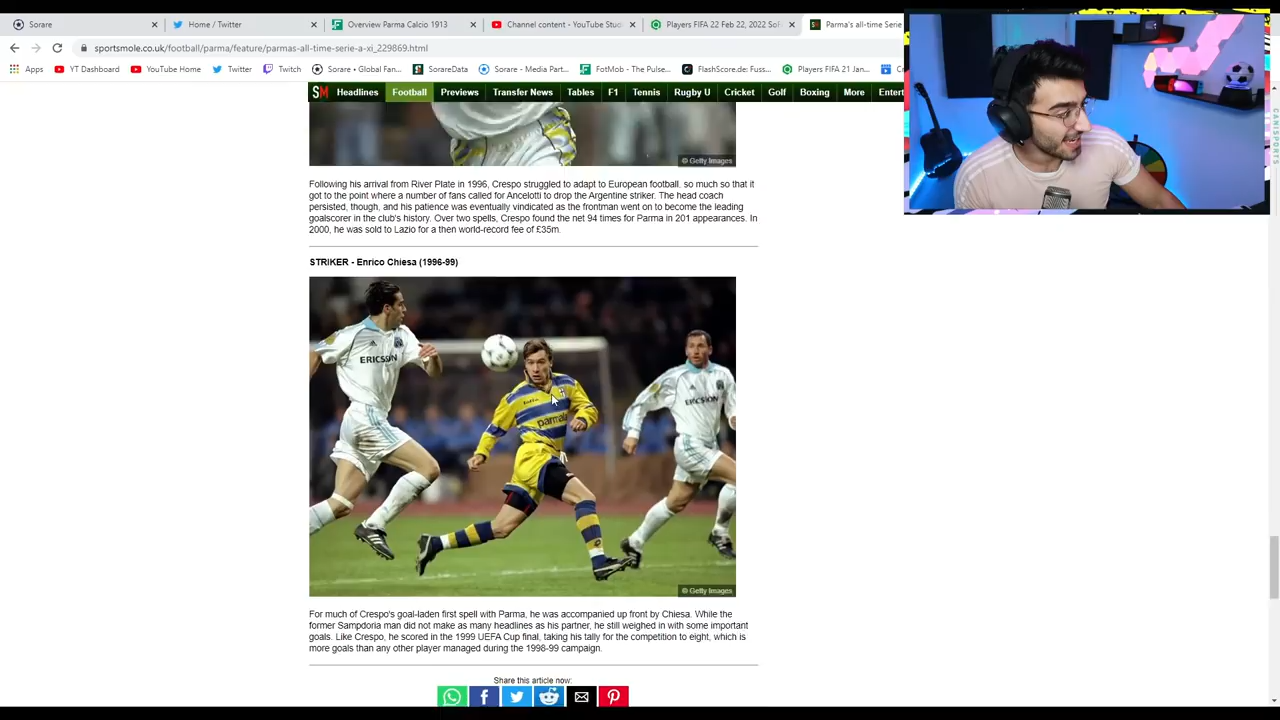 Sorare
Home / Twitter
Overview Parma Calcio 1913
Channel content - YouTube Stud
Players FIFA 22 Feb 22, 2022 SoF
Parma's all-time Serie
sportsmole.co.uk/football/parma/feature/parmas-all-time-serie-a-xi_229869.html
Apps YT Dashboard YouTube Home Twitter Twitch Sorare • Global Fan... SorareData Sorare - Media Part... FotMob - The Pulse... FlashScore.de: Fuss... Players FIFA 21 Jan...
SM Headlines Football Previews Transfer News Tables F1 Tennis Rugby U Cricket Golf Boxing More Entert
© Getty Images
Following his arrival from River Plate in 1996, Crespo struggled to adapt to European football, so much so that it
got to the point where a number of fans called for Ancelotti to drop the Argentine striker. The head coach
persisted, though, and his patience was eventually vindicated as the frontman went on to become the leading
goalscorer in the club's history. Over two spells, Crespo found the net 94 times for Parma in 201 appearances. In
2000, he was sold to Lazio for a then world-record fee of £35m.
STRIKER - Enrico Chiesa (1996-99)
ERICSSON
parmalat
ERICSSON
© Getty Images
For much of Crespo's goal-laden first spell with Parma, he was accompanied up front by Chiesa. While the
former Sampdoria man did not make as many headlines as his partner, he still weighed in with some important
goals. Like Crespo, he scored in the 1999 UEFA Cup final, taking his tally for the competition to eight, which is
more goals than any other player managed during the 1998-99 campaign.
Share this article now:
CANISPORTS